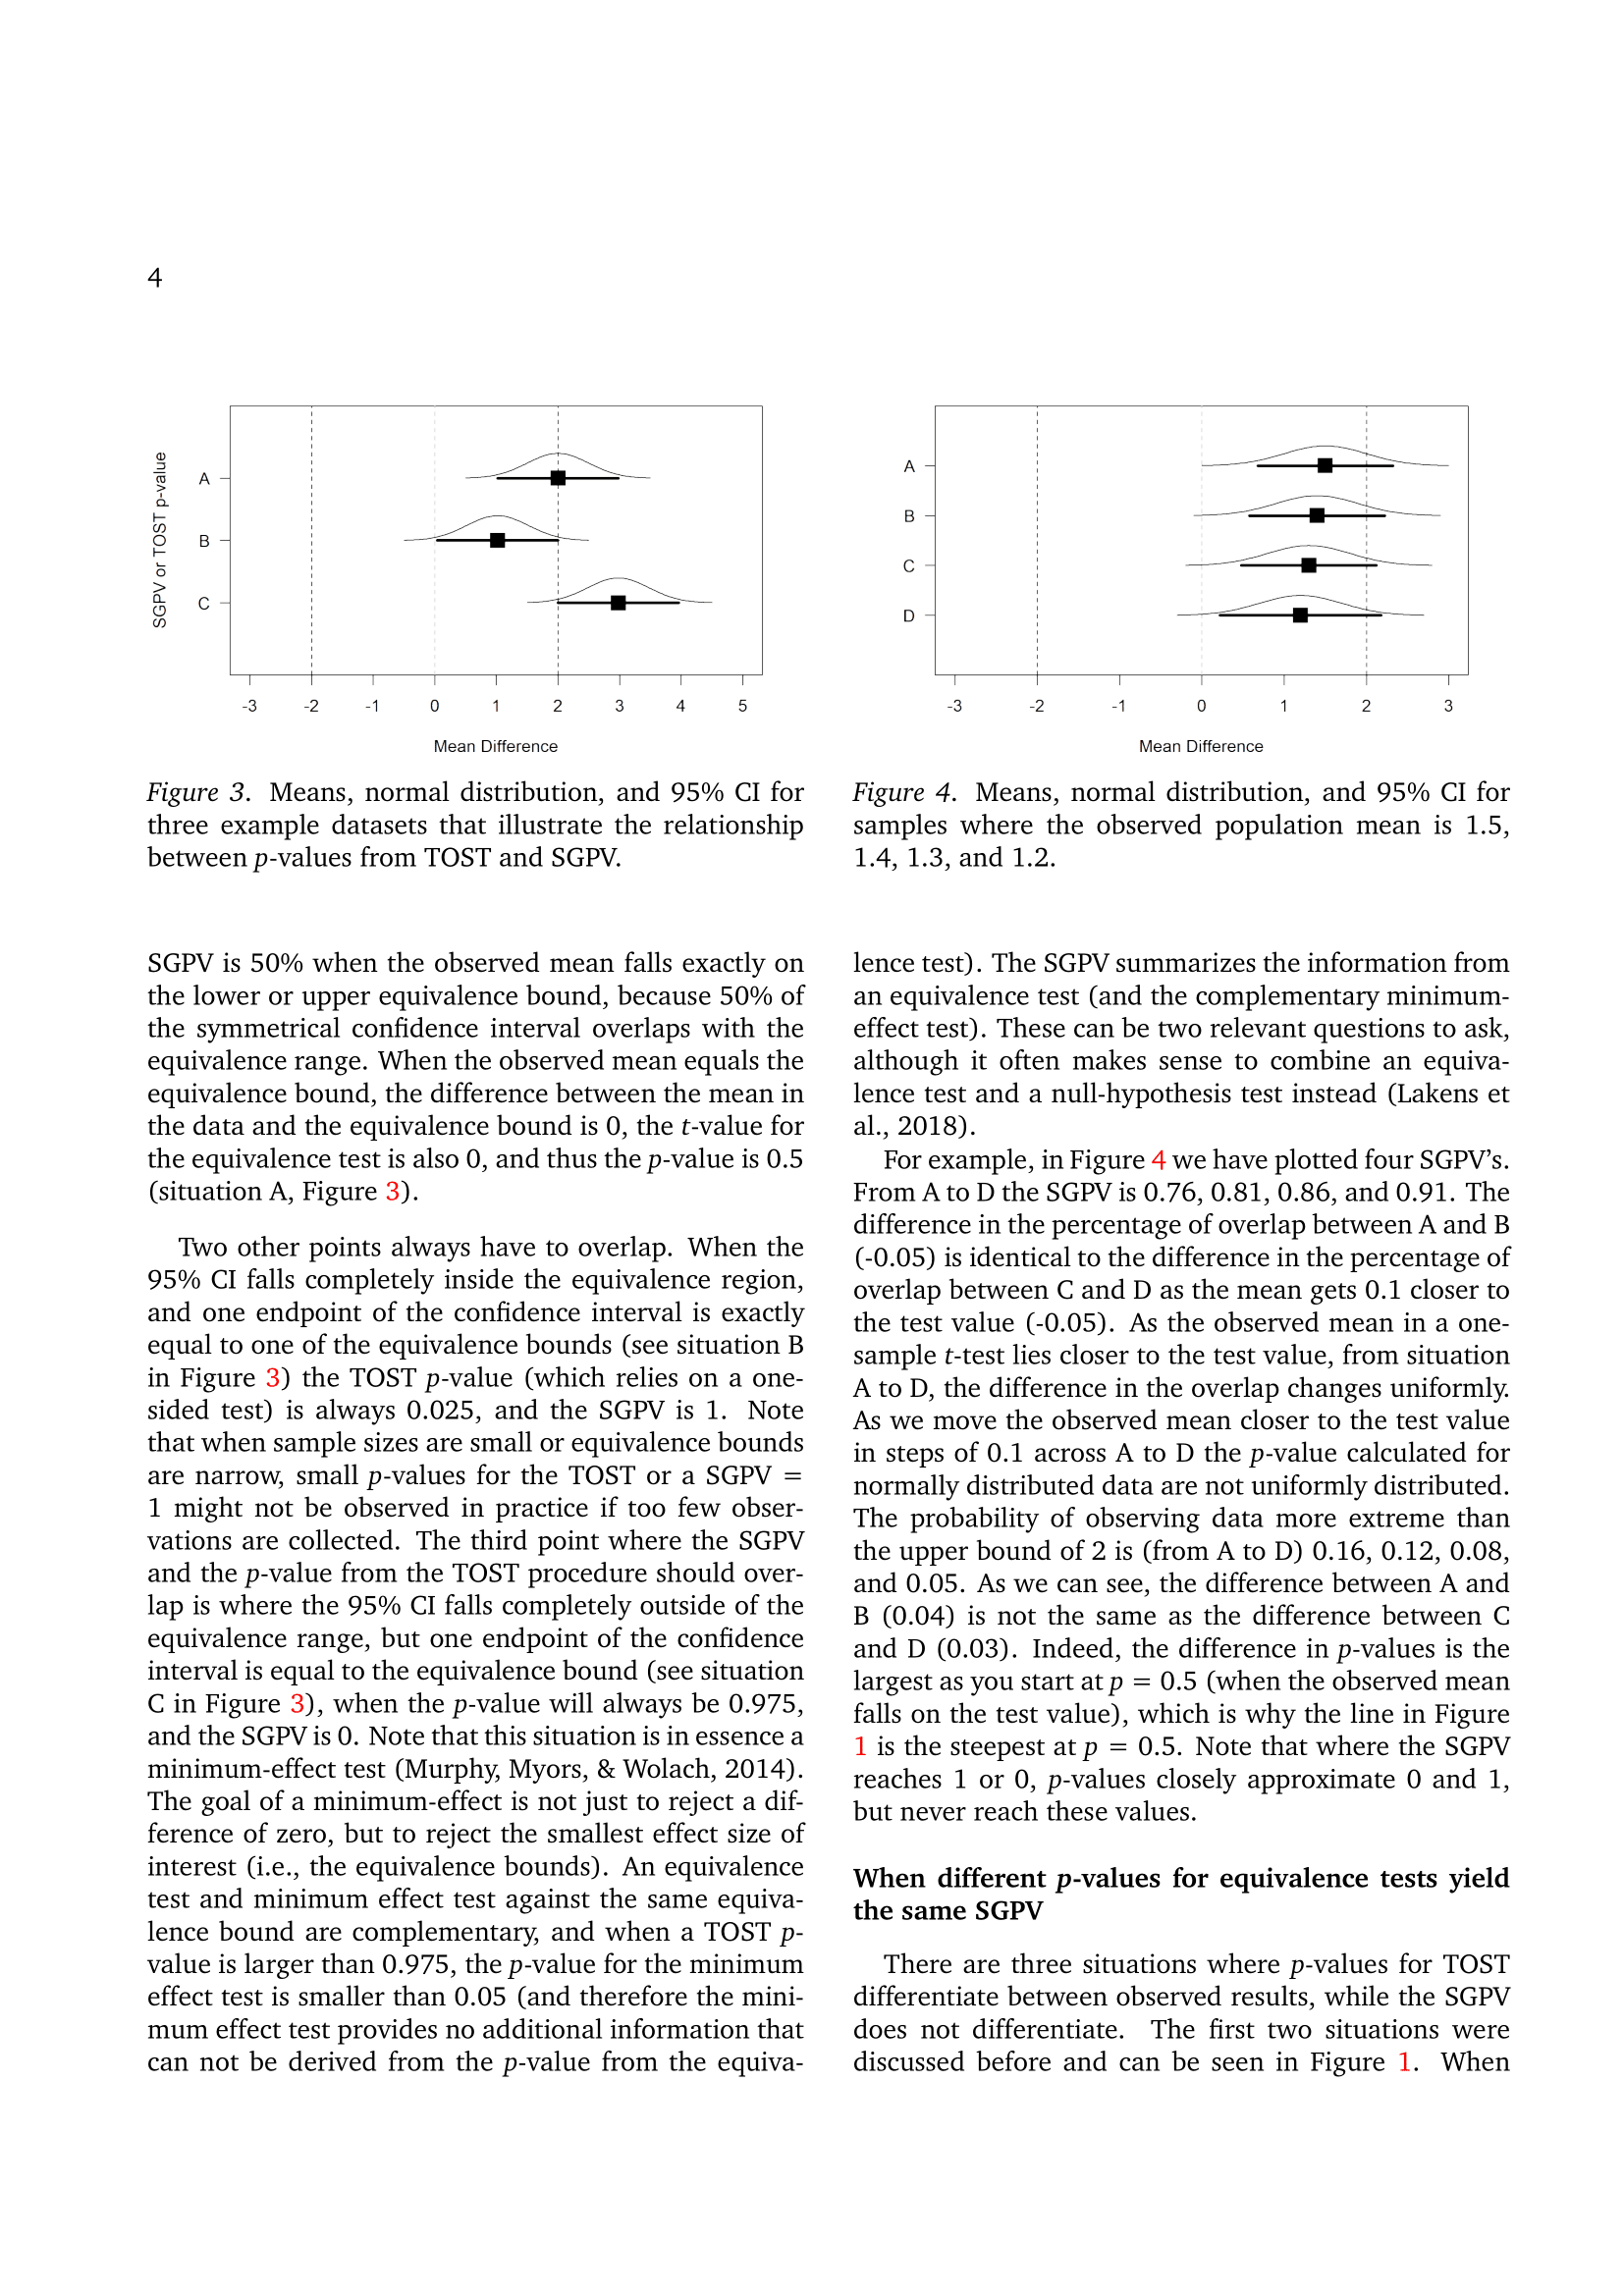 4
SGPV or TOST p-value
A
B
C
-3 -2 -1 0 1 2 3 4 5
Mean Difference
Figure 3. Means, normal distribution, and 95% CI for
three example datasets that illustrate the relationship
between p-values from TOST and SGPV.
SGPV is 50% when the observed mean falls exactly on
the lower or upper equivalence bound, because 50% of
the symmetrical confidence interval overlaps with the
equivalence range. When the observed mean equals the
equivalence bound, the difference between the mean in
the data and the equivalence bound is 0, the t-value for
the equivalence test is also 0, and thus the p-value is 0.5
(situation A, Figure 3).
Two other points always have to overlap. When the
95% CI falls completely inside the equivalence region,
and one endpoint of the confidence interval is exactly
equal to one of the equivalence bounds (see situation B
in Figure 3) the TOST p-value (which relies on a one-
sided test) is always 0.025, and the SGPV is 1. Note
that when sample sizes are small or equivalence bounds
are narrow, small p-values for the TOST or a SGPV =
1 might not be observed in practice if too few obser-
vations are collected. The third point where the SGPV
and the p-value from the TOST procedure should over-
lap is where the 95% CI falls completely outside of the
equivalence range, but one endpoint of the confidence
interval is equal to the equivalence bound (see situation
C in Figure 3), when the p-value will always be 0.975,
and the SGPV is 0. Note that this situation is in essence a
minimum-effect test (Murphy, Myors, & Wolach, 2014).
The goal of a minimum-effect is not just to reject a dif-
ference of zero, but to reject the smallest effect size of
interest (i.e., the equivalence bounds). An equivalence
test and minimum effect test against the same equiva-
lence bound are complementary, and when a TOST p-
value is larger than 0.975, the p-value for the minimum
effect test is smaller than 0.05 (and therefore the mini-
mum effect test provides no additional information that
can not be derived from the p-value from the equiva-
A
B
C
D
-3 -2 -1 0 1 2 3
Mean Difference
Figure 4. Means, normal distribution, and 95% CI for
samples where the observed population mean is 1.5,
1.4, 1.3, and 1.2.
lence test). The SGPV summarizes the information from
an equivalence test (and the complementary minimum-
effect test). These can be two relevant questions to ask,
although it often makes sense to combine an equiva-
lence test and a null-hypothesis test instead (Lakens et
al., 2018).
For example, in Figure 4 we have plotted four SGPV's.
From A to D the SGPV is 0.76, 0.81, 0.86, and 0.91. The
difference in the percentage of overlap between A and B
(-0.05) is identical to the difference in the percentage of
overlap between C and D as the mean gets 0.1 closer to
the test value (-0.05). As the observed mean in a one-
sample t-test lies closer to the test value, from situation
A to D, the difference in the overlap changes uniformly.
As we move the observed mean closer to the test value
in steps of 0.1 across A to D the p-value calculated for
normally distributed data are not uniformly distributed.
The probability of observing data more extreme than
the upper bound of 2 is (from A to D) 0.16, 0.12, 0.08,
and 0.05. As we can see, the difference between A and
B (0.04) is not the same as the difference between C
and D (0.03). Indeed, the difference in p-values is the
largest as you start at p = 0.5 (when the observed mean
falls on the test value), which is why the line in Figure
1 is the steepest at p = 0.5. Note that where the SGPV
reaches 1 or 0, p-values closely approximate 0 and 1,
but never reach these values.
When different p-values for equivalence tests yield
the same SGPV
There are three situations where p-values for TOST
differentiate between observed results, while the SGPV
does not differentiate. The first two situations were
discussed before and can be seen in Figure 1. When